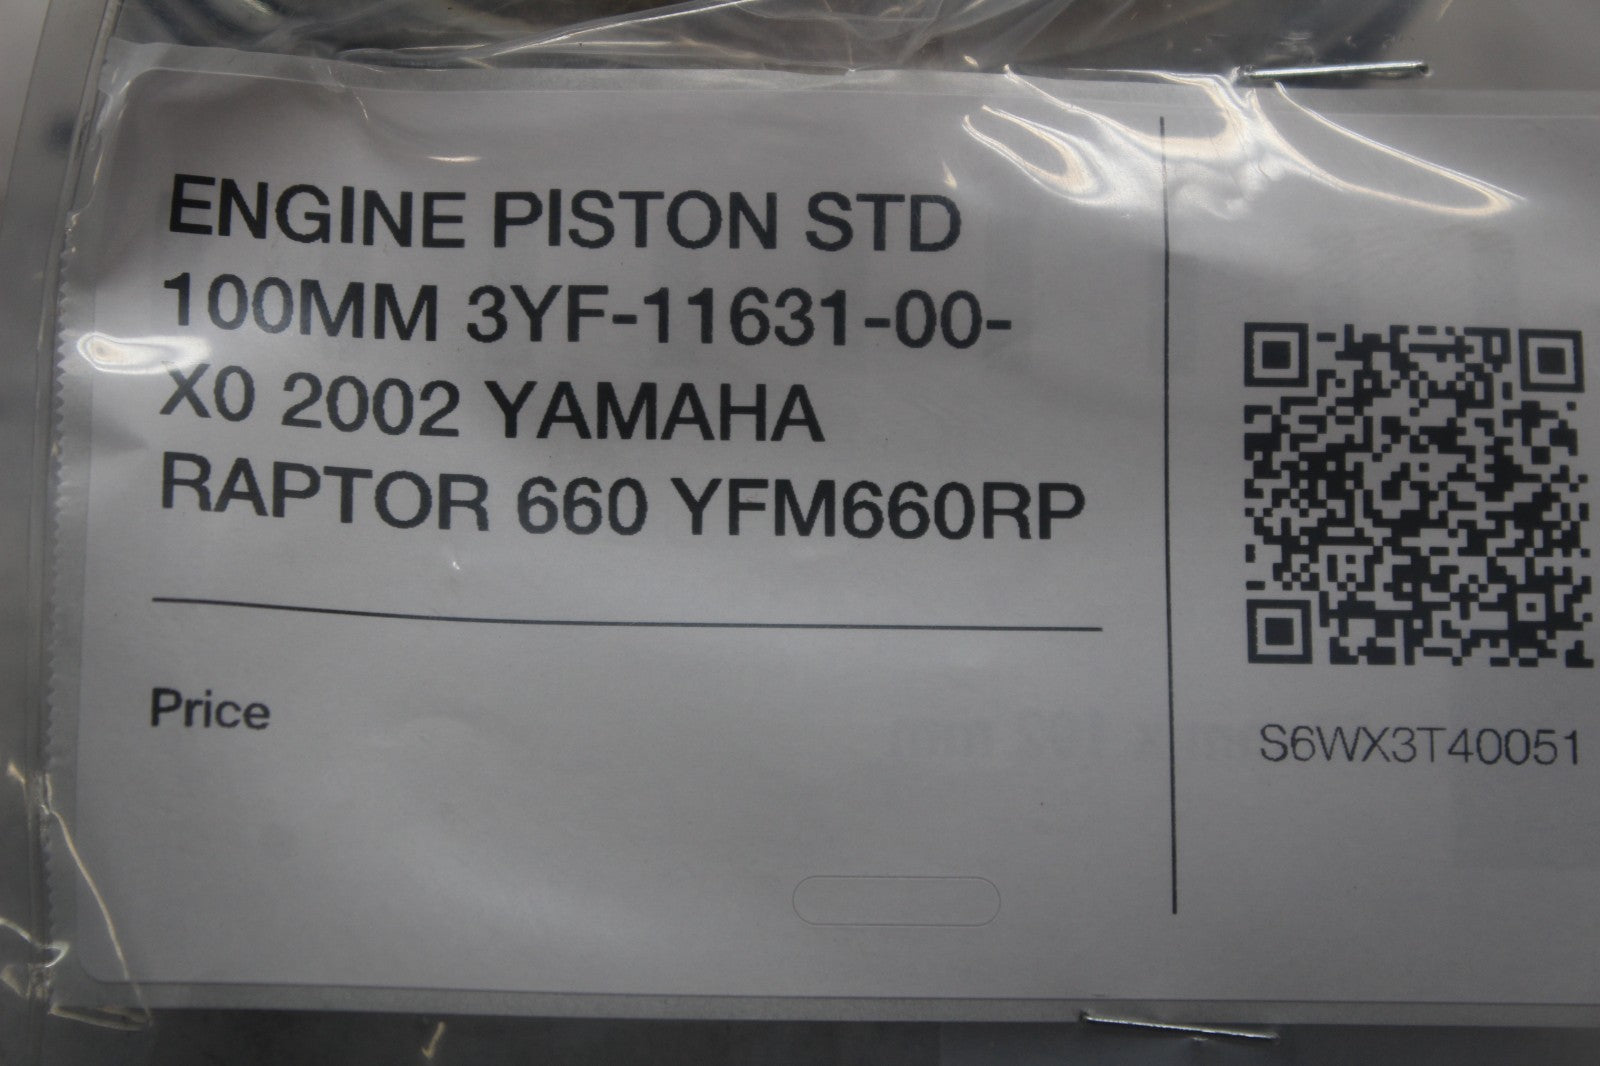 ENGINE PISTON STD
100MM 3YF-11631-00-
X0 2002 YAMAHA
RAPTOR 660 YFM660RP
Price
S6WX3T40051